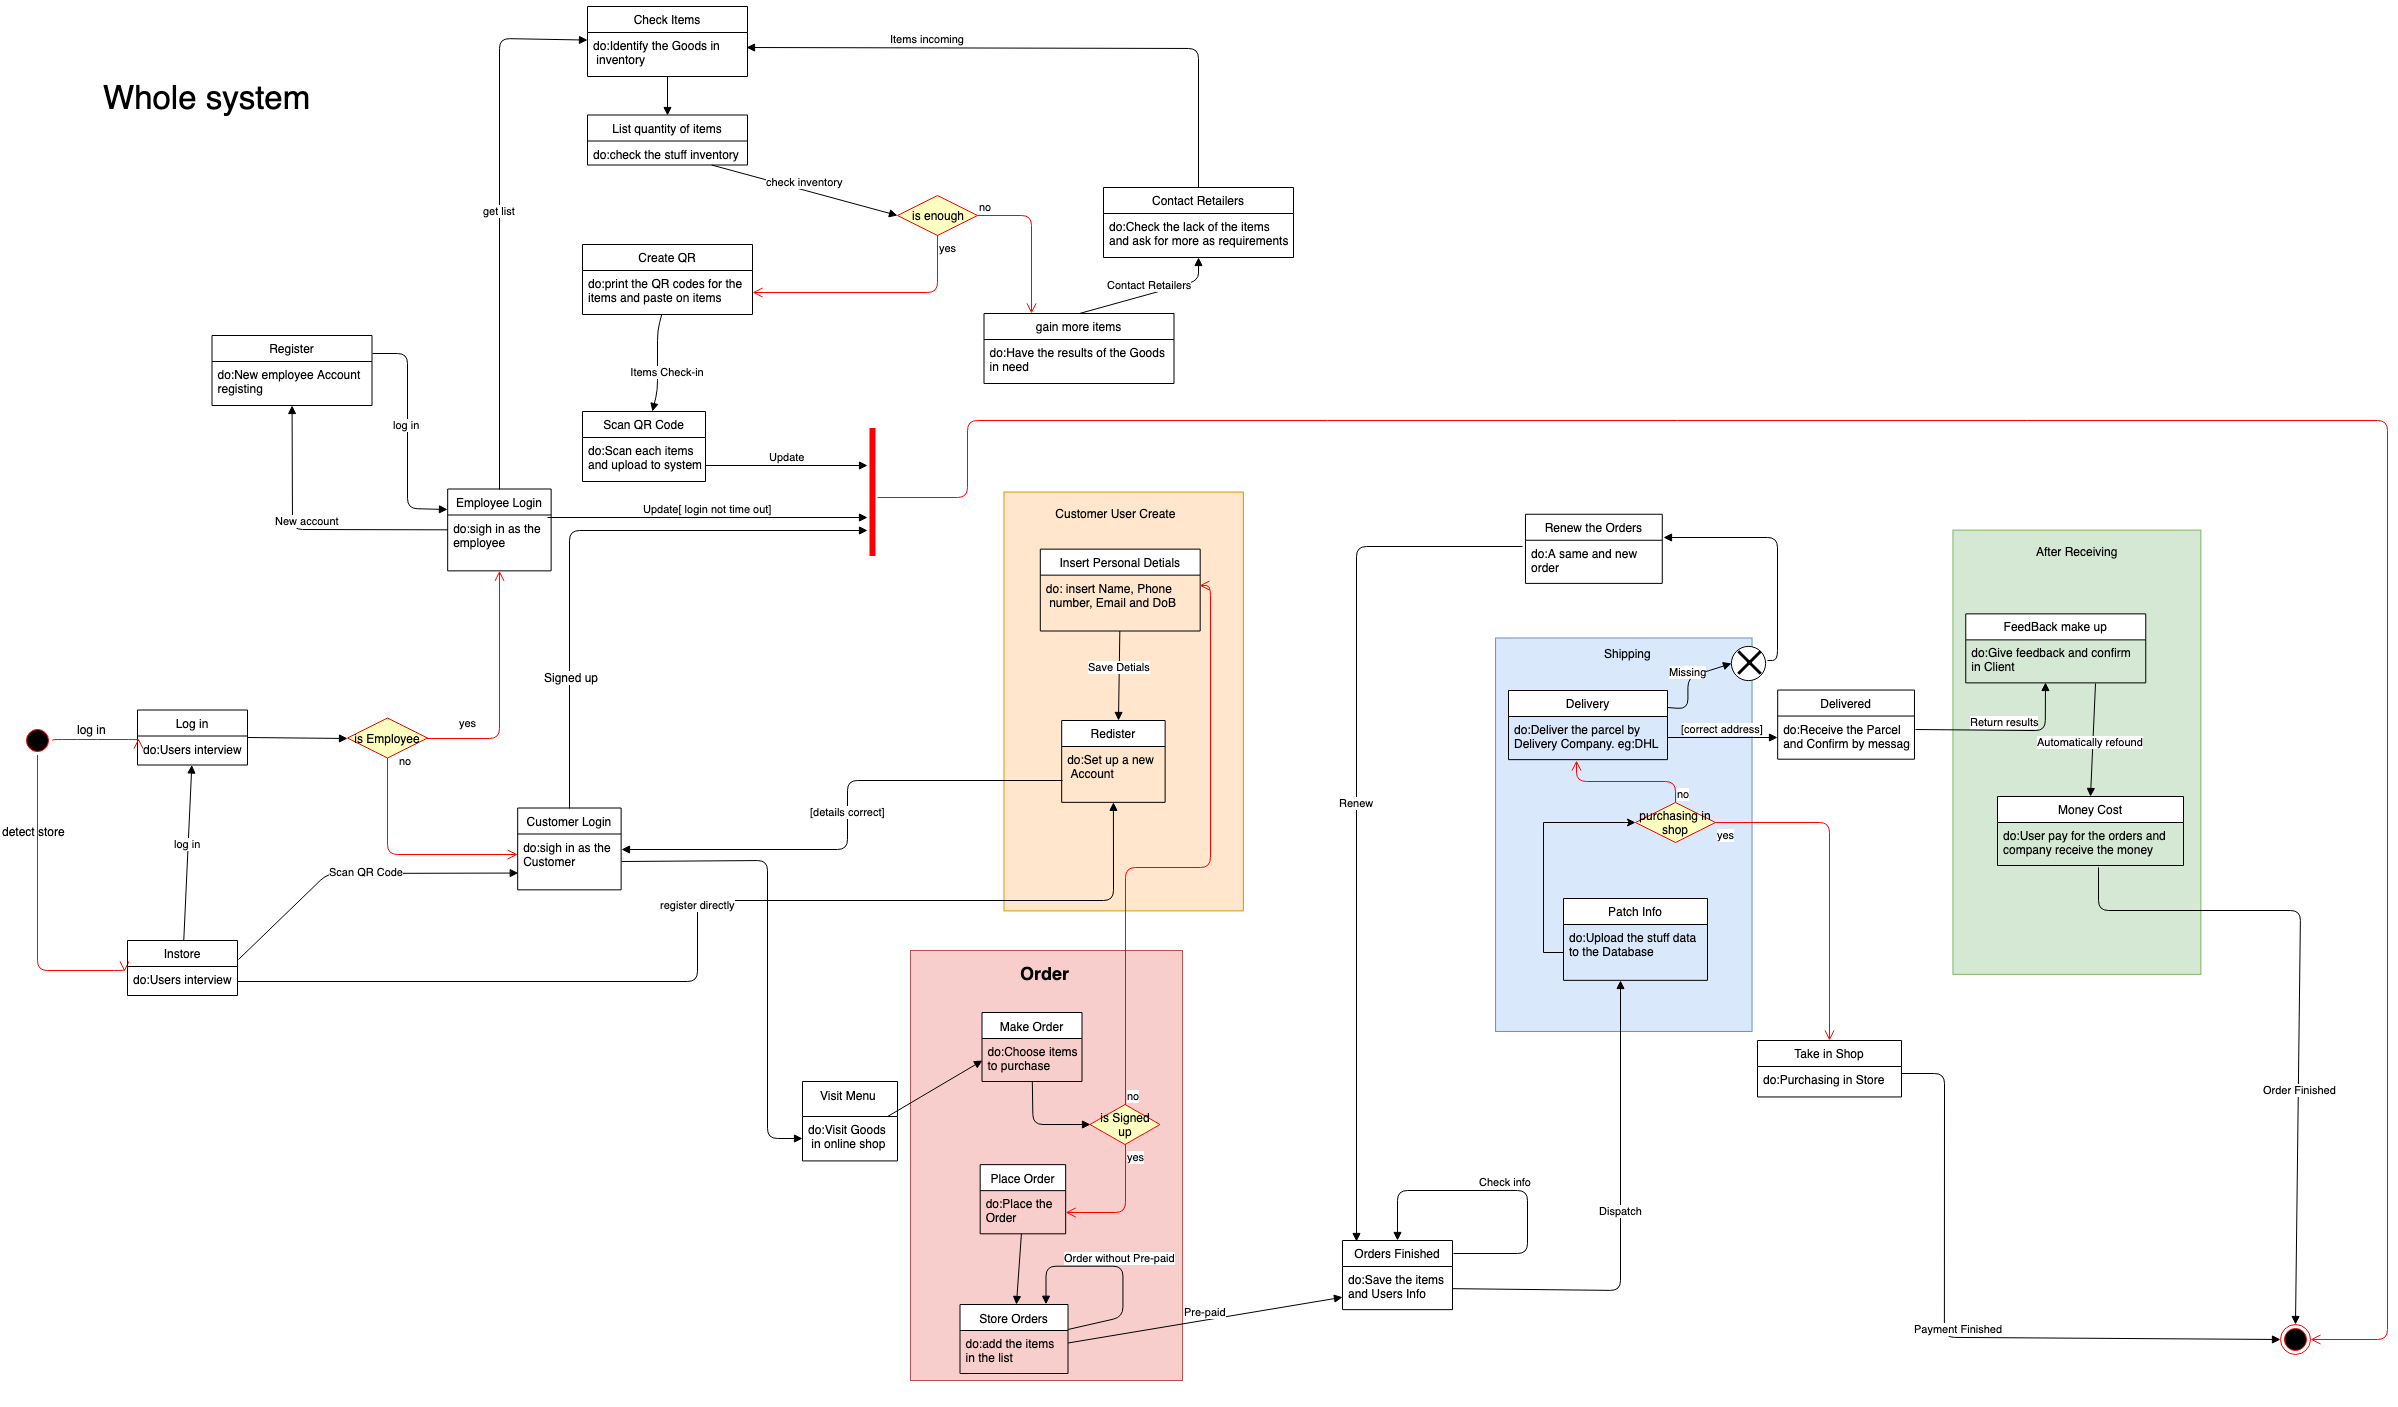 Whole system
Check Items
do:Identify the Goods in
inventory
Items incoming
List quantity of items
do:check the stuff inventory
check inventory
get list
is enough
no
yes
Contact Retailers
do:Check the lack of the items
and ask for more as requirements
Create QR
do:print the QR codes for the
items and paste on items
Contact Retailers
gain more items
do:Have the results of the Goods
in need
Register
do:New employee Account
registing
Items Check-in
log in
Scan QR Code
do:Scan each items
and upload to system
Update
Employee Login
do:sigh in as the
employee
New account
Update[ login not time out]
Customer User Create
Insert Personal Detials
do: insert Name, Phone
number, Email and DoB
Save Detials
Redister
do:Set up a new
Account
Renew the Orders
do:A same and new
order
After Receiving
FeedBack make up
do:Give feedback and confirm
in Client
Shipping
Missing
Delivery
do:Deliver the parcel by
Delivery Company. eg:DHL
[correct address]
Delivered
do:Receive the Parcel
and Confirm by messag
Return results
Automatically refound
Money Cost
do:User pay for the orders and
company receive the money
Signed up
log in
Log in
do:Users interview
is Employee
yes
no
detect store
log in
Customer Login
do:sigh in as the
Customer
[details correct]
Scan QR Code
register directly
Instore
do:Users interview
Renew
no
purchasing in
shop
yes
Patch Info
do:Upload the stuff data
to the Database
Order
Make Order
do:Choose items
to purchase
Visit Menu
do:Visit Goods
in online shop
no
is Signed
up
yes
Place Order
do:Place the
Order
Order without Pre-paid
Store Orders
do:add the items
in the list
Pre-paid
Check info
Orders Finished
do:Save the items
and Users Info
Dispatch
Take in Shop
do:Purchasing in Store
Order Finished
Payment Finished